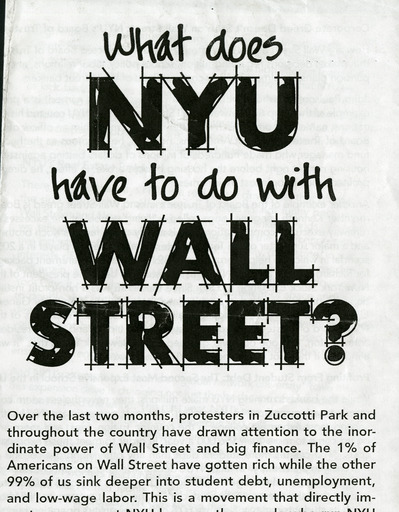 What does
NYU
have to do with
WALL
STREET?
Over the last two months, protesters in Zuccotti Park and
throughout the country have drawn attention to the inor-
dinate power of Wall Street and big finance. The 1% of
Americans on Wall Street have gotten rich while the other
99% of us sink deeper into student debt, unemployment,
and low-wage labor. This is a movement that directly im-